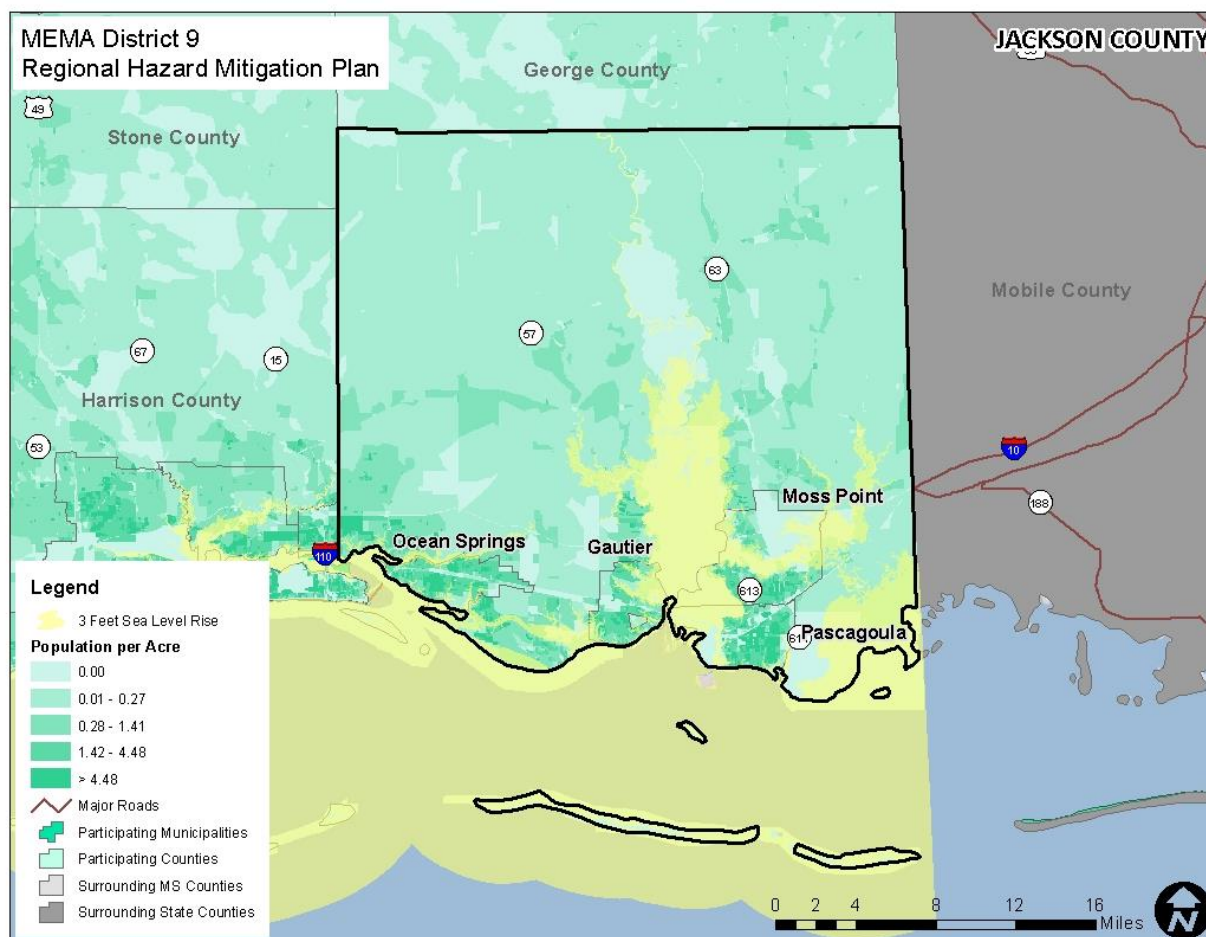 MEMA District 9
Regional Hazard Mitigation Plan
JACKSON COUNTY
George County
49
Stone County
63
Mobile County
57
67
15
Harrison County
53
10
Moss Point
188
Ocean Springs
Gautier
110
613
Pascagoula
Legend
3 Feet Sea Level Rise
Population per Acre
0.00
0.01 - 0.27
0.28 - 1.41
1.42 - 4.48
> 4.48
Major Roads
Participating Municipalities
Participating Counties
Surrounding MS Counties
Surrounding State Counties
0 2 4 8 12 16
Miles